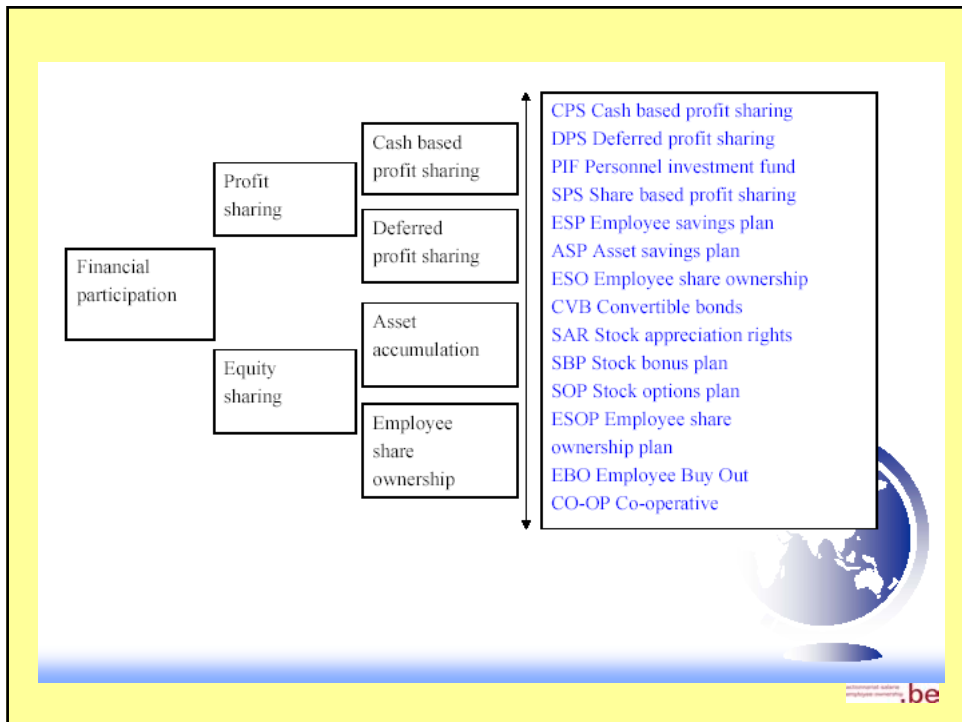 Financial
participation
Profit
sharing
Equity
sharing
Cash based
profit sharing
Deferred
profit sharing
Asset
accumulation
Employee
share
ownership
CPS Cash based profit sharing
DPS Deferred profit sharing
PIF Personnel investment fund
SPS Share based profit sharing
ESP Employee savings plan
ASP Asset savings plan
ESO Employee share ownership
CVB Convertible bonds
SAR Stock appreciation rights
SBP Stock bonus plan
SOP Stock options plan
ESOP Employee share
ownership plan
EBO Employee Buy Out
CO-OP Co-operative
employee ownership
.be